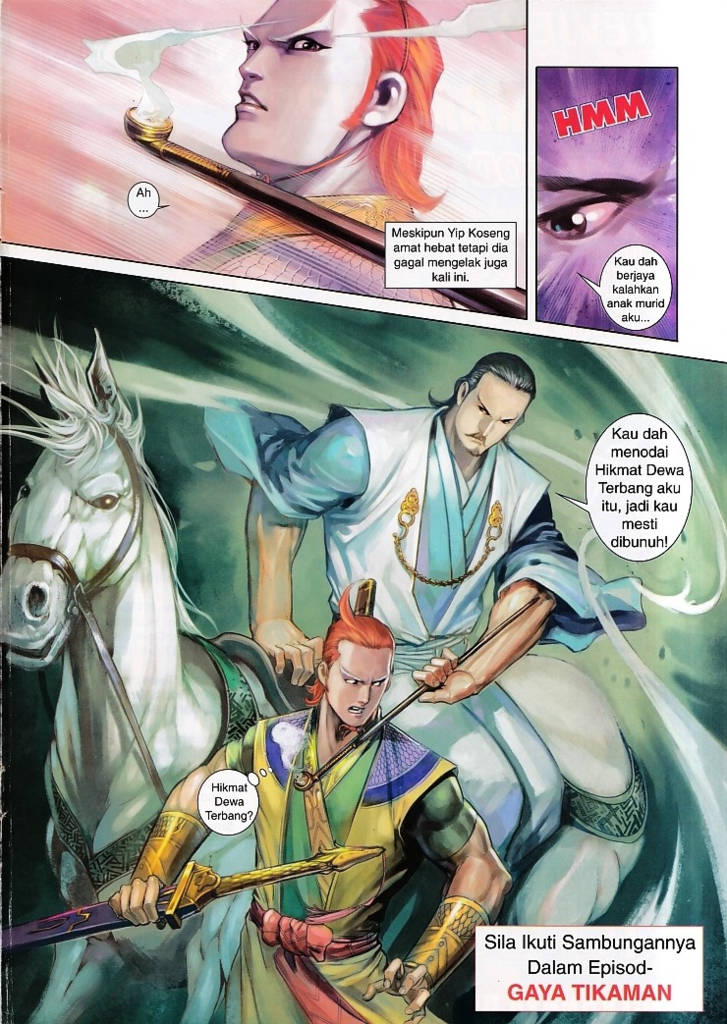 Ah
...
Meskipun Yip Koseng
amat hebat tetapi dia
gagal mengelak juga
kali ini.
HMM
Kau dah
berjaya
kalahkan
anak murid
aku...
Kau dah
menodai
Hikmat Dewa
Terbang aku
itu, jadi kau
mesti
dibunuh!
Hikmat
Dewa
Terbang?
Sila Ikuti Sambungannya
Dalam Episod-
GAYA TIKAMAN